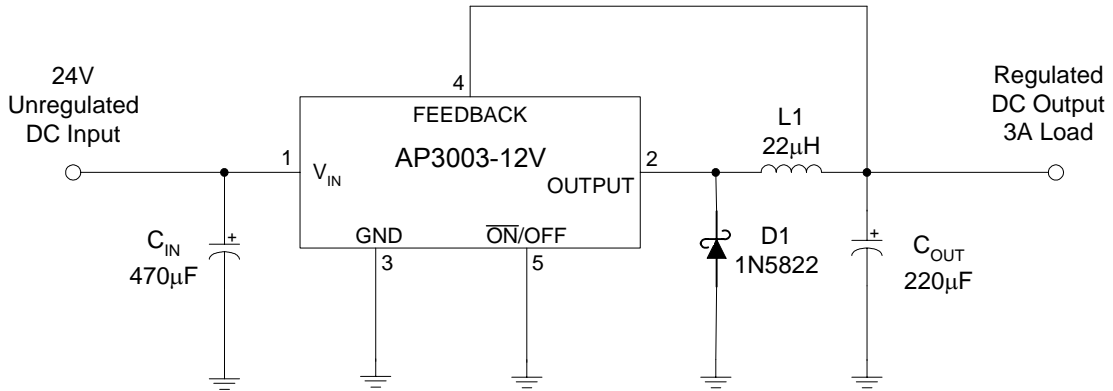 24V
Unregulated
DC Input
4
FEEDBACK
AP3003-12V
1
V_IN
2
OUTPUT
GND
ON/OFF
3
5
C_IN
470μF
L1
22μH
D1
1N5822
C_OUT
220μF
+
+
Regulated
DC Output
3A Load